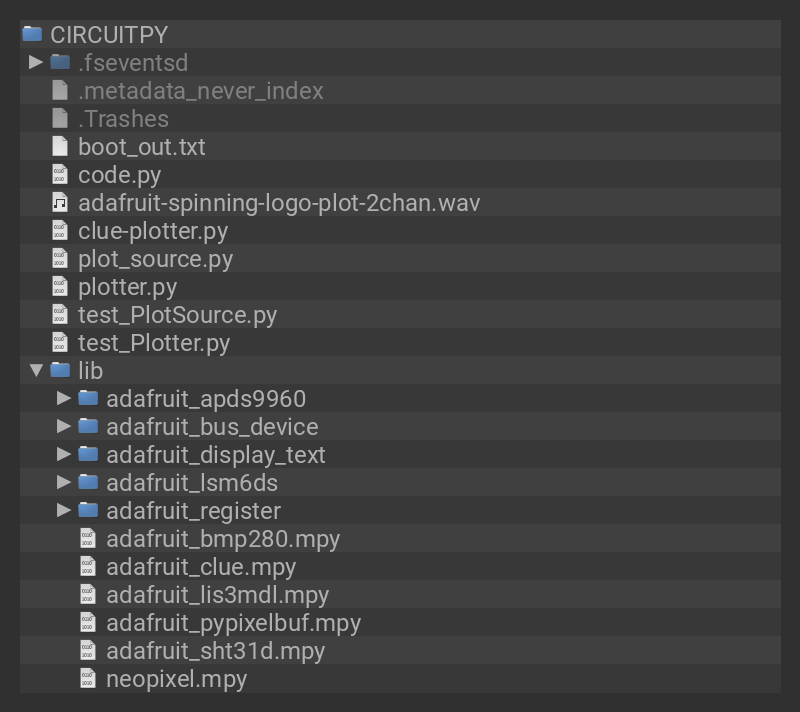 CIRCUITPY
.fseventsd
.metadata_never_index
.Trashes
boot_out.txt
code.py
adafruit-spinning-logo-plot-2chan.wav
clue-plotter.py
plot_source.py
plotter.py
test_PlotSource.py
test_Plotter.py
lib
adafruit_apds9960
adafruit_bus_device
adafruit_display_text
adafruit_lsm6ds
adafruit_register
adafruit_bmp280.mpy
adafruit_clue.mpy
adafruit_lis3mdl.mpy
adafruit_pypixelbuf.mpy
adafruit_sht31d.mpy
neopixel.mpy